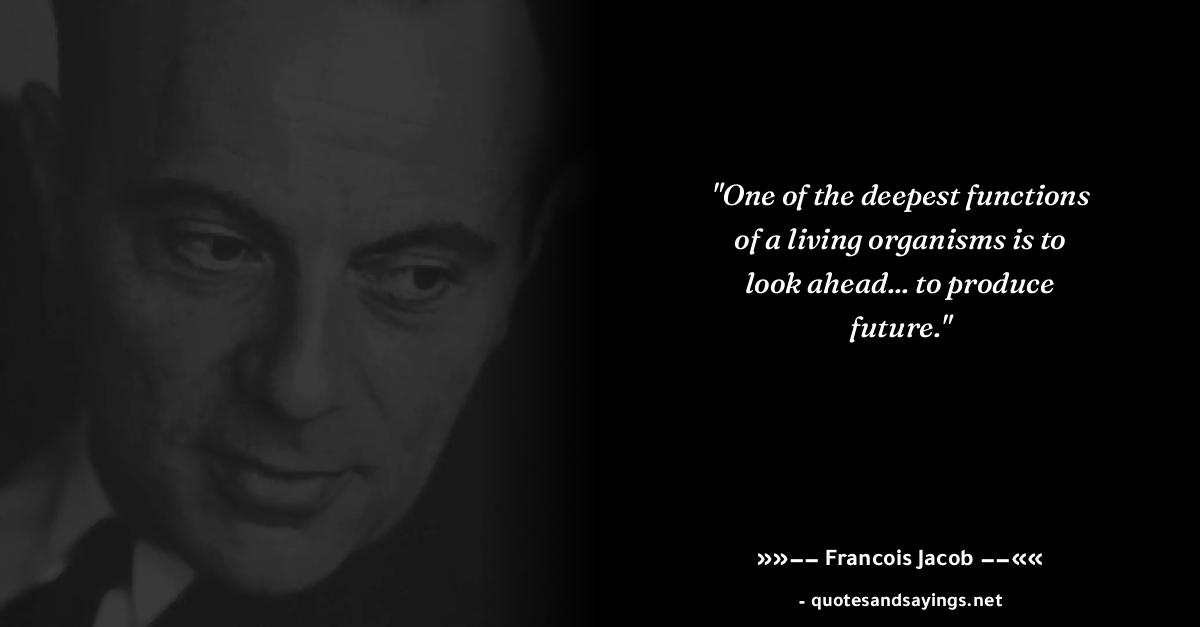 "One of the deepest functions
of a living organisms is to
look ahead... to produce
future."
»»−− Francois Jacob −−««
- quotesandsayings.net